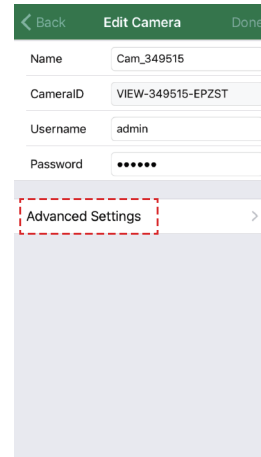 Back Edit Camera Done
Name Cam_349515
CameraID VIEW-349515-EPZST
Username admin
Password ••••••
Advanced Settings